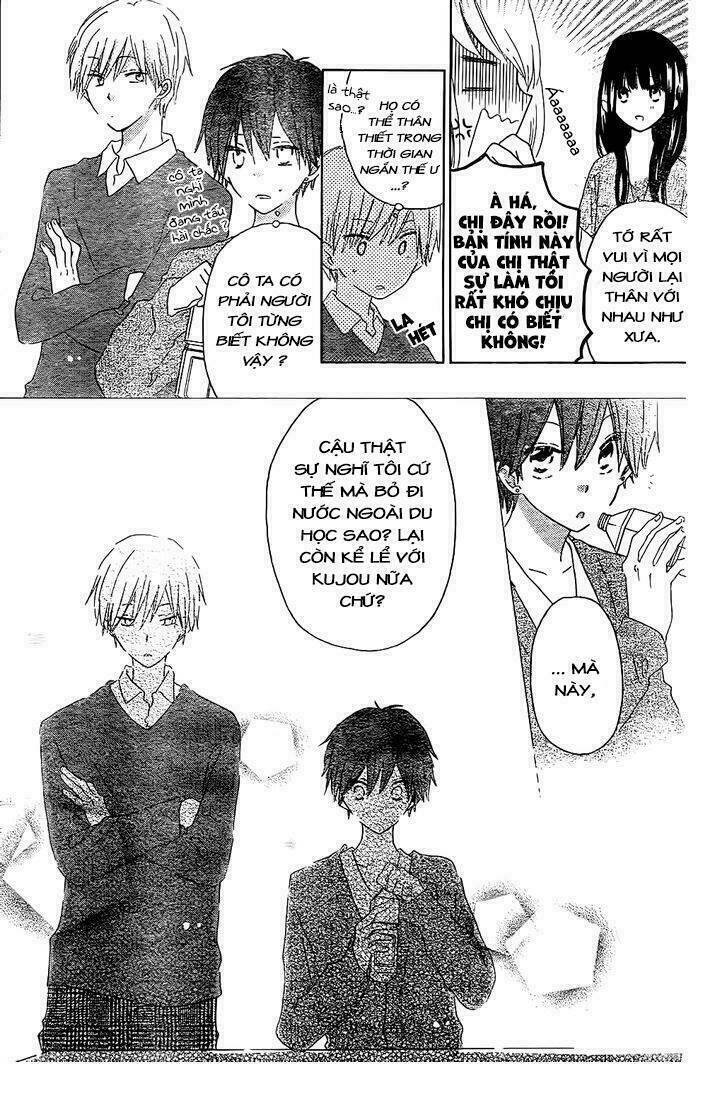 TỚ RẤT
VUI VÌ MỌI
NGƯỜI LẠI
THÂN VỚI
NHAU NHƯ
XƯA.
Áaaaaaaa
À HÁ,
CHỊ ĐÂY RỒI!
BẢN TÍNH NÀY
CỦA CHỊ THẬT
SỰ LÀM TÔI
RẤT KHÓ CHỊU
CHỊ CÓ BIẾT
KHÔNG!
HỌ CÓ
THỂ THÂN
THIẾT TRONG
THỜI GIAN
NGẮN THẾ Ư
...?
là thật
sao...?
LA
HÉT
cô ta
nghĩ
mình
đang tấu
hài chắc?
CÔ TA CÓ
PHẢI NGƯỜI
TÔI TỪNG
BIẾT KHÔNG
VẬY ?
... MÀ
NÀY,
CẬU THẬT
SỰ NGHĨ TÔI CỨ
THẾ MÀ BỎ ĐI
NƯỚC NGOÀI DU
HỌC SAO? LẠI
CÒN KỂ LỂ VỚI
KUJOU NỮA
CHỨ?